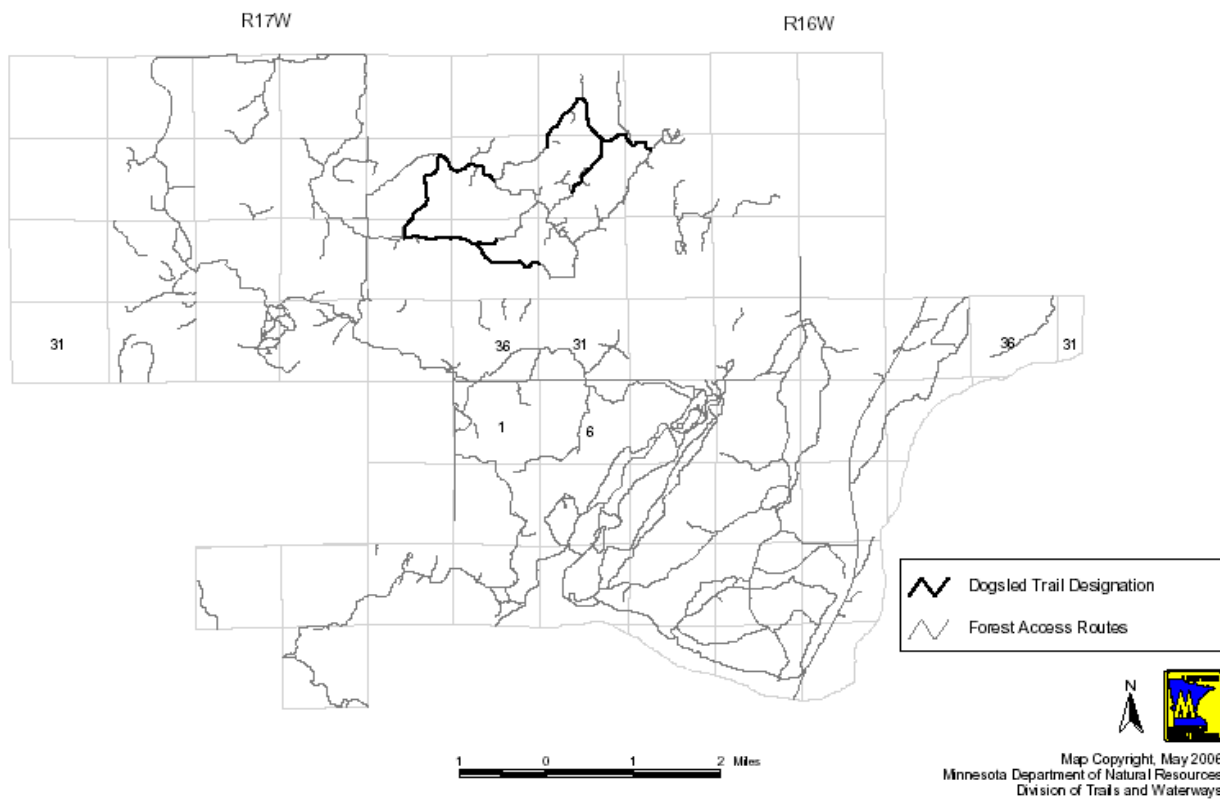 R17W
R16W
31
36
31
36
31
1
6
Dogsled Trail Designation
Forest Access Routes
N
1 0 1 2 Miles
Map Copyright, May 2006
Minnesota Department of Natural Resources
Division of Trails and Waterways